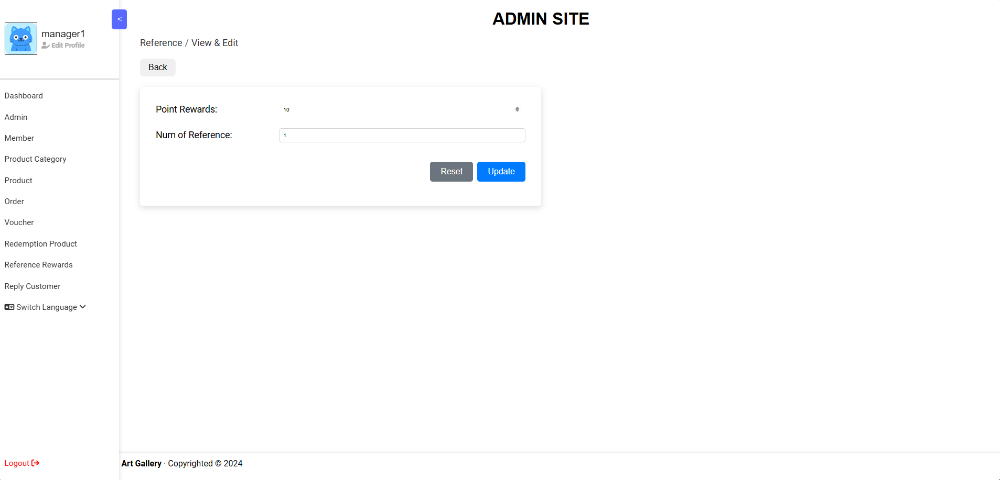 <
ADMIN SITE
manager1
Edit Profile
Reference / View & Edit
Back
Dashboard
Admin
Member
Product Category
Product
Order
Voucher
Redemption Product
Reference Rewards
Reply Customer
Switch Language
Point Rewards: 10
Num of Reference: 1
Reset Update
Logout
Art Gallery · Copyrighted © 2024